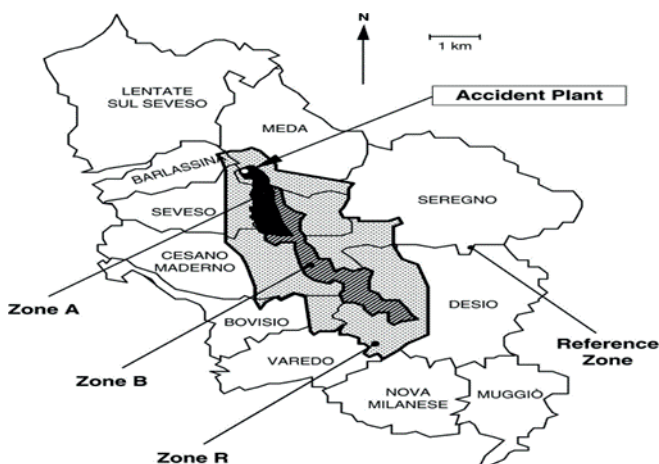 N
1 km
LENTATE
SUL SEVESO
Accident Plant
MEDA
BARLASSINA
SEREGNO
SEVESO
CESANO
MADERNO
Zone A
DESIO
BOVISIO
Reference
Zone
VAREDO
Zone B
NOVA
MILANESE
MUGGIÒ
Zone R